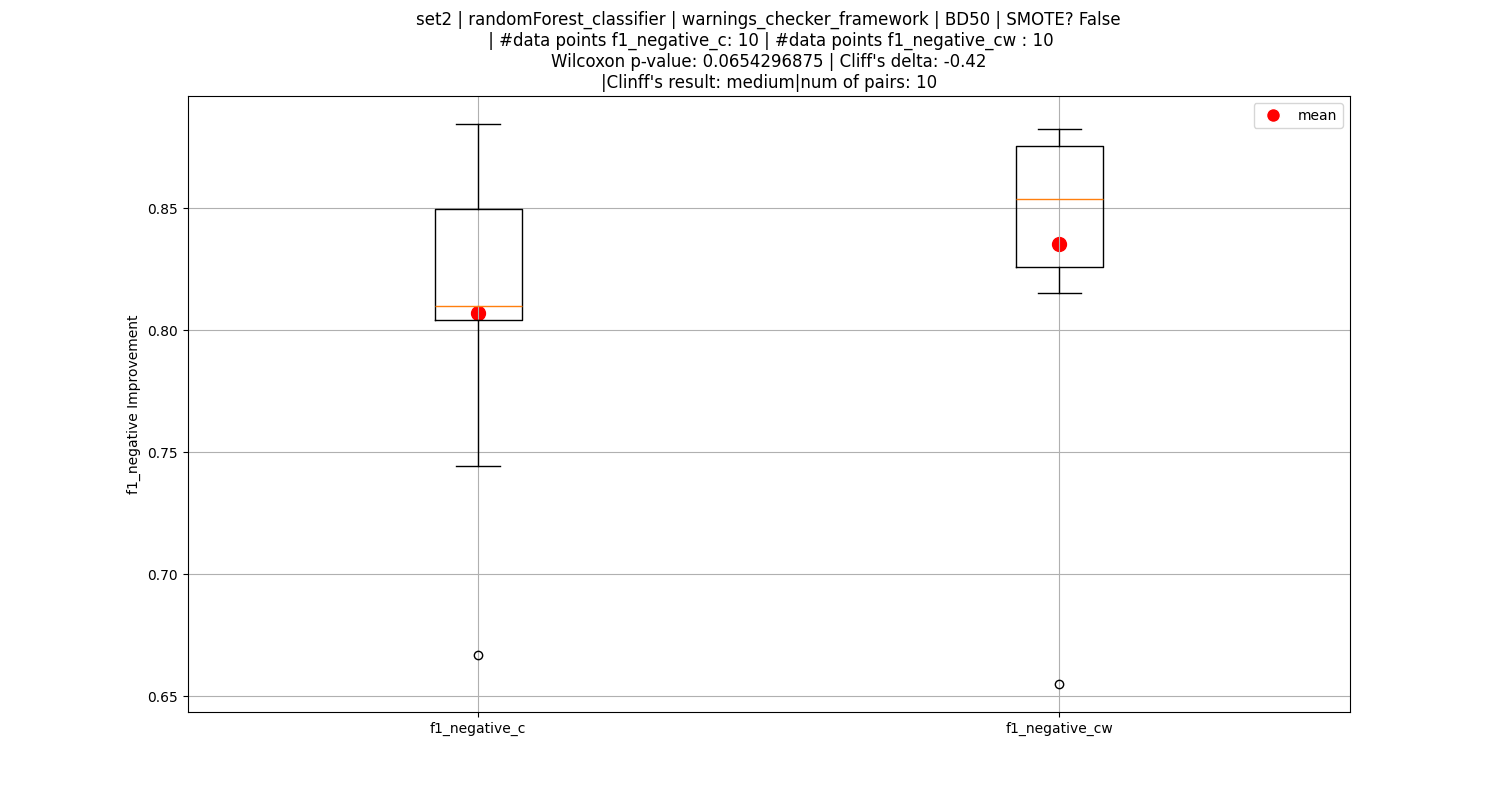 set2 | randomForest_classifier | warnings_checker_framework | BD50 | SMOTE? False
| #data points f1_negative_c: 10 | #data points f1_negative_cw : 10
Wilcoxon p-value: 0.0654296875 | Cliff's delta: -0.42
|Clinff's result: medium|num of pairs: 10
mean
0.85
0.80
0.75
0.70
0.65
f1_negative Improvement
f1_negative_c
f1_negative_cw